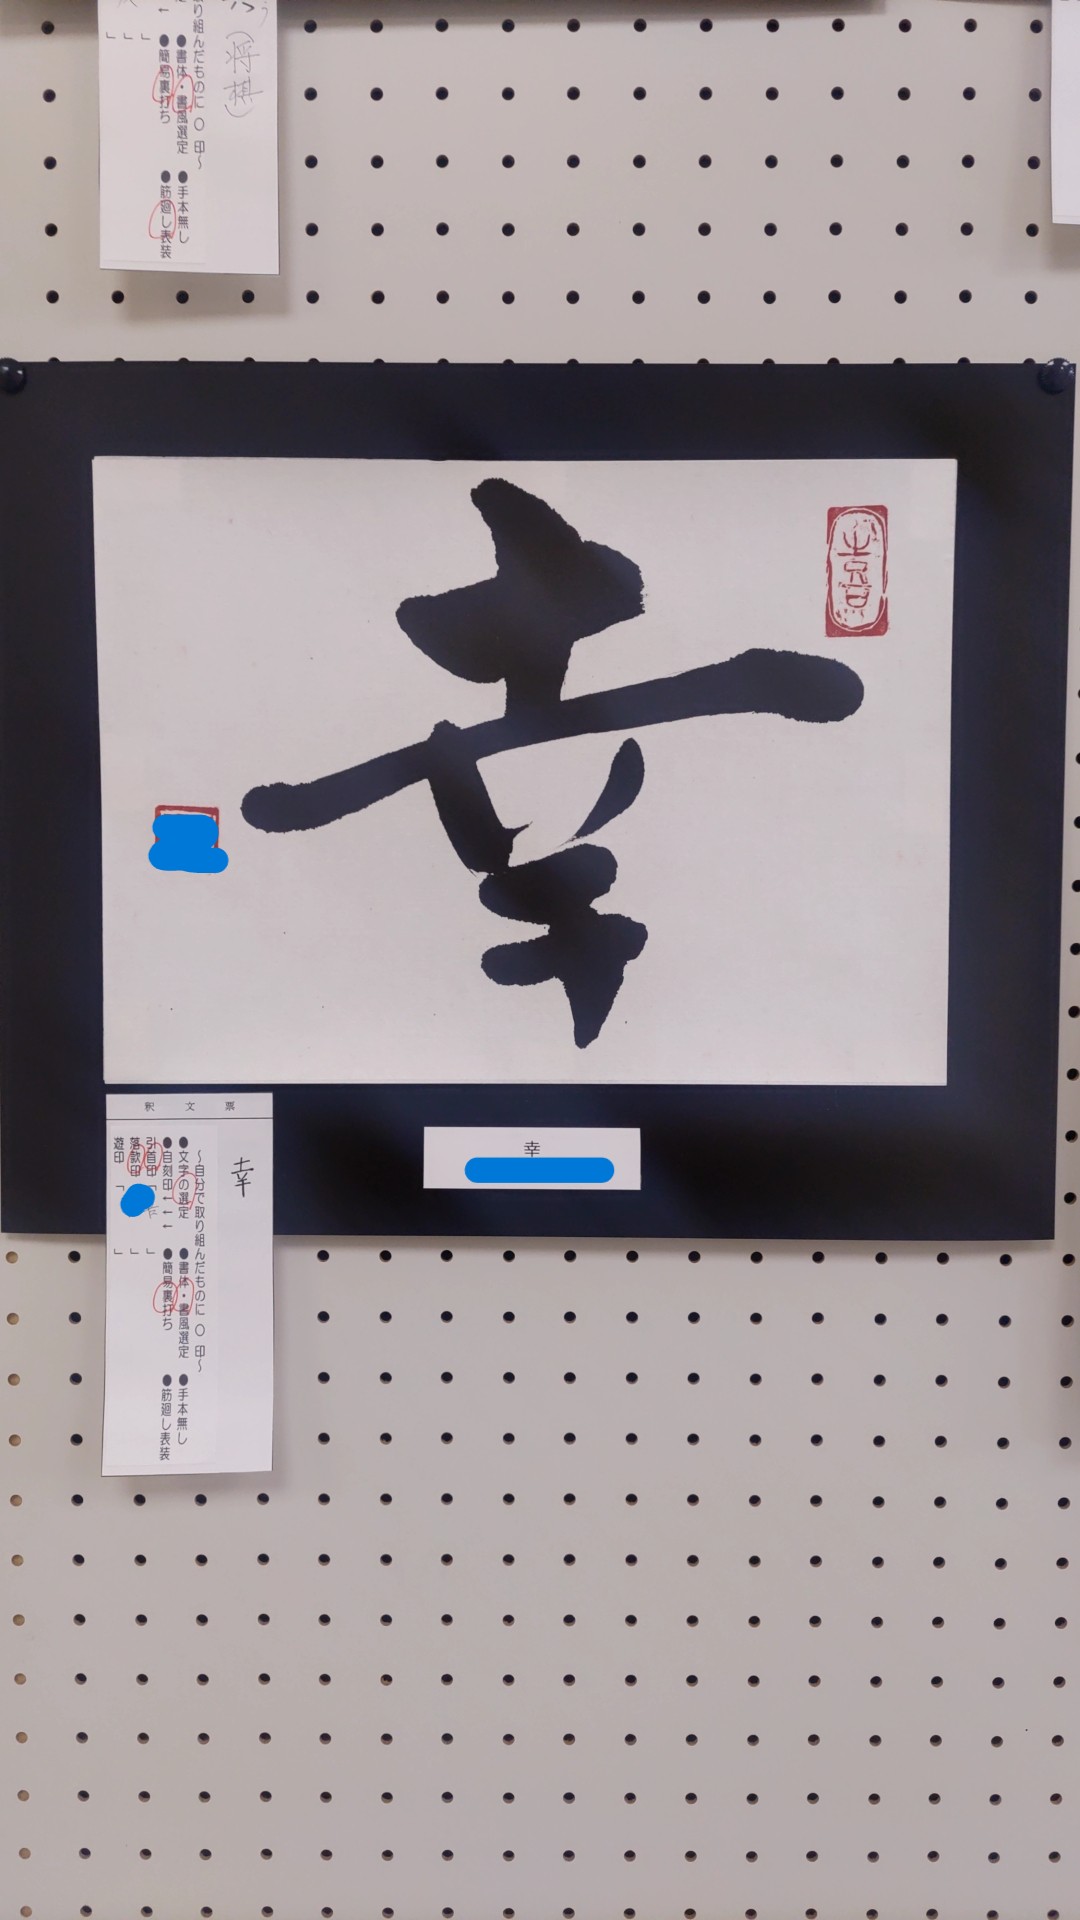 (将棋)
取り組んだものに 〇 印～
●書体・書風選定 ●手本無し
●簡易裏打ち ●筋廻し表装
幸
幸
釈 文 票
幸
～自分で取り組んだものに 〇 印～
●文字の選定 ●書体・書風選定 ●手本無し
●自刻印←←← ●簡易裏打ち ●筋廻し表装
引首印「 」
落款印「 」
遊印「 」